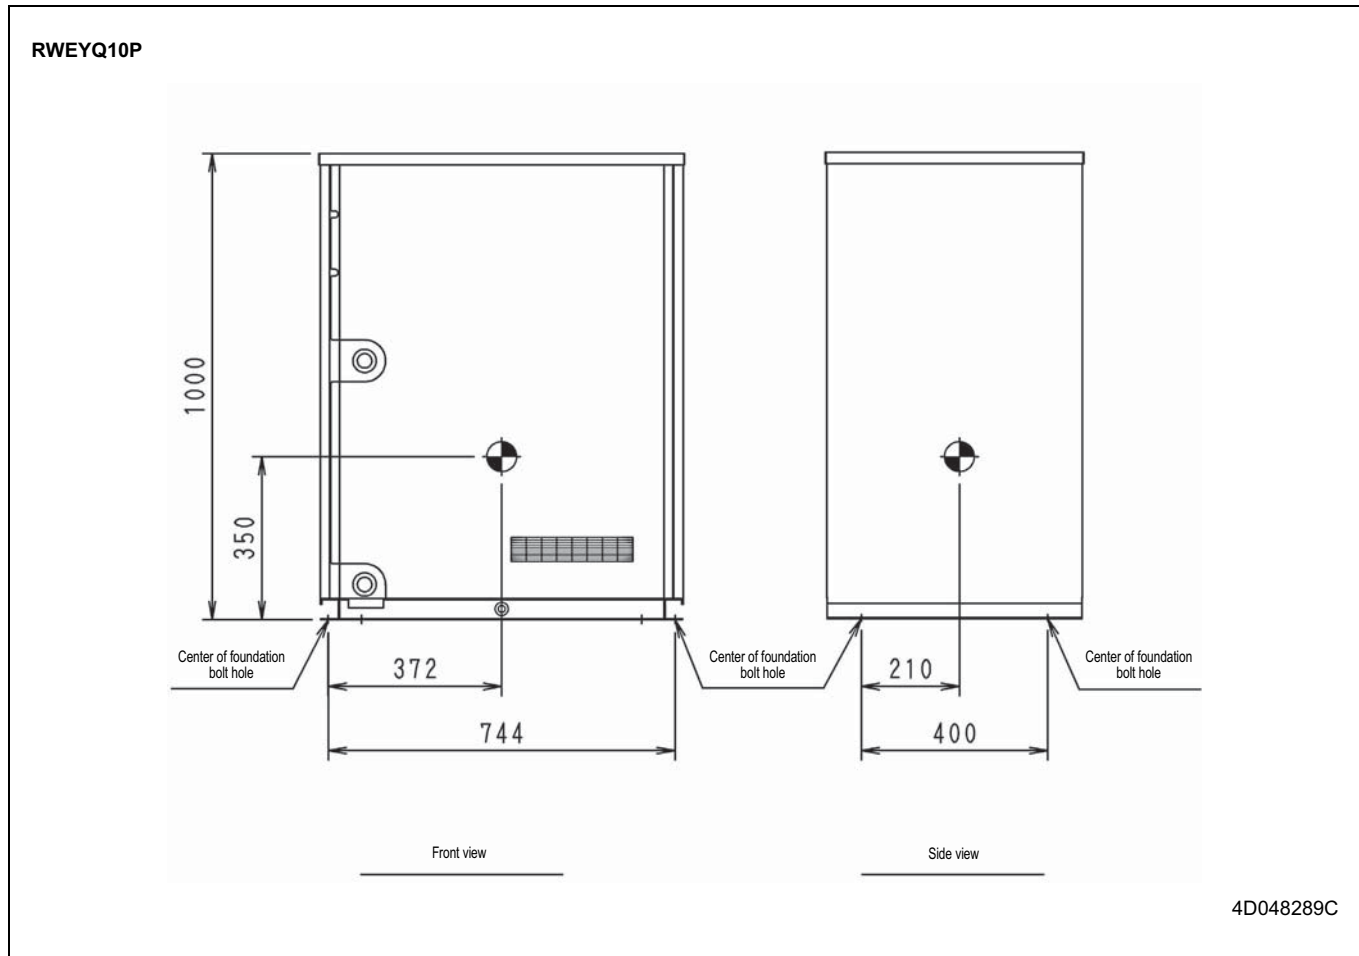 RWEYQ10P
1000
350
Center of foundation
bolt hole
372
744
Center of foundation
bolt hole
210
400
Center of foundation
bolt hole
Front view
Side view
4D048289C